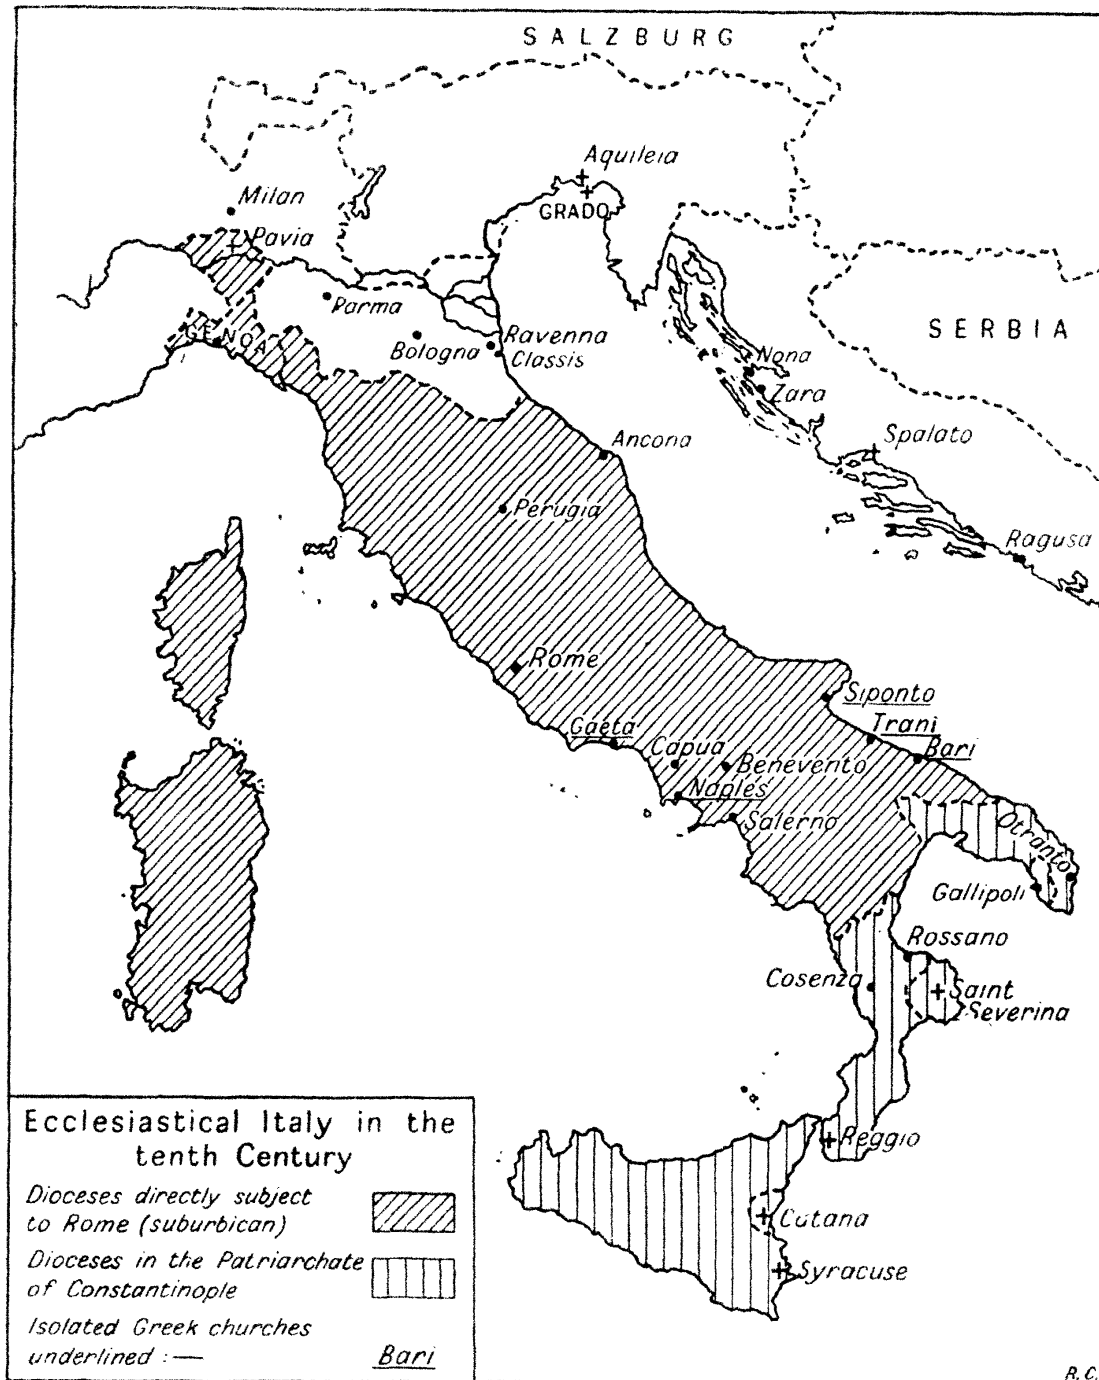 SALZBURG
Aquileia
GRADO
Milan
Pavia
Parma
GENOA
Bologna
Ravenna
Classis
SERBIA
Nona
Zara
Ancona
Spalato
Perugia
Ragusa
Rome
Siponto
Gaeta
Trani
Capua
Bari
Benevento
Naples
Salerno
Otranto
Gallipoli
Rossano
Cosenza
Saint
Severina
Reggio
Catana
Syracuse
Ecclesiastical Italy in the
tenth Century
Dioceses directly subject
to Rome (suburbican)
Dioceses in the Patriarchate
of Constantinople
Isolated Greek churches
underlined :—
Bari
R.C.